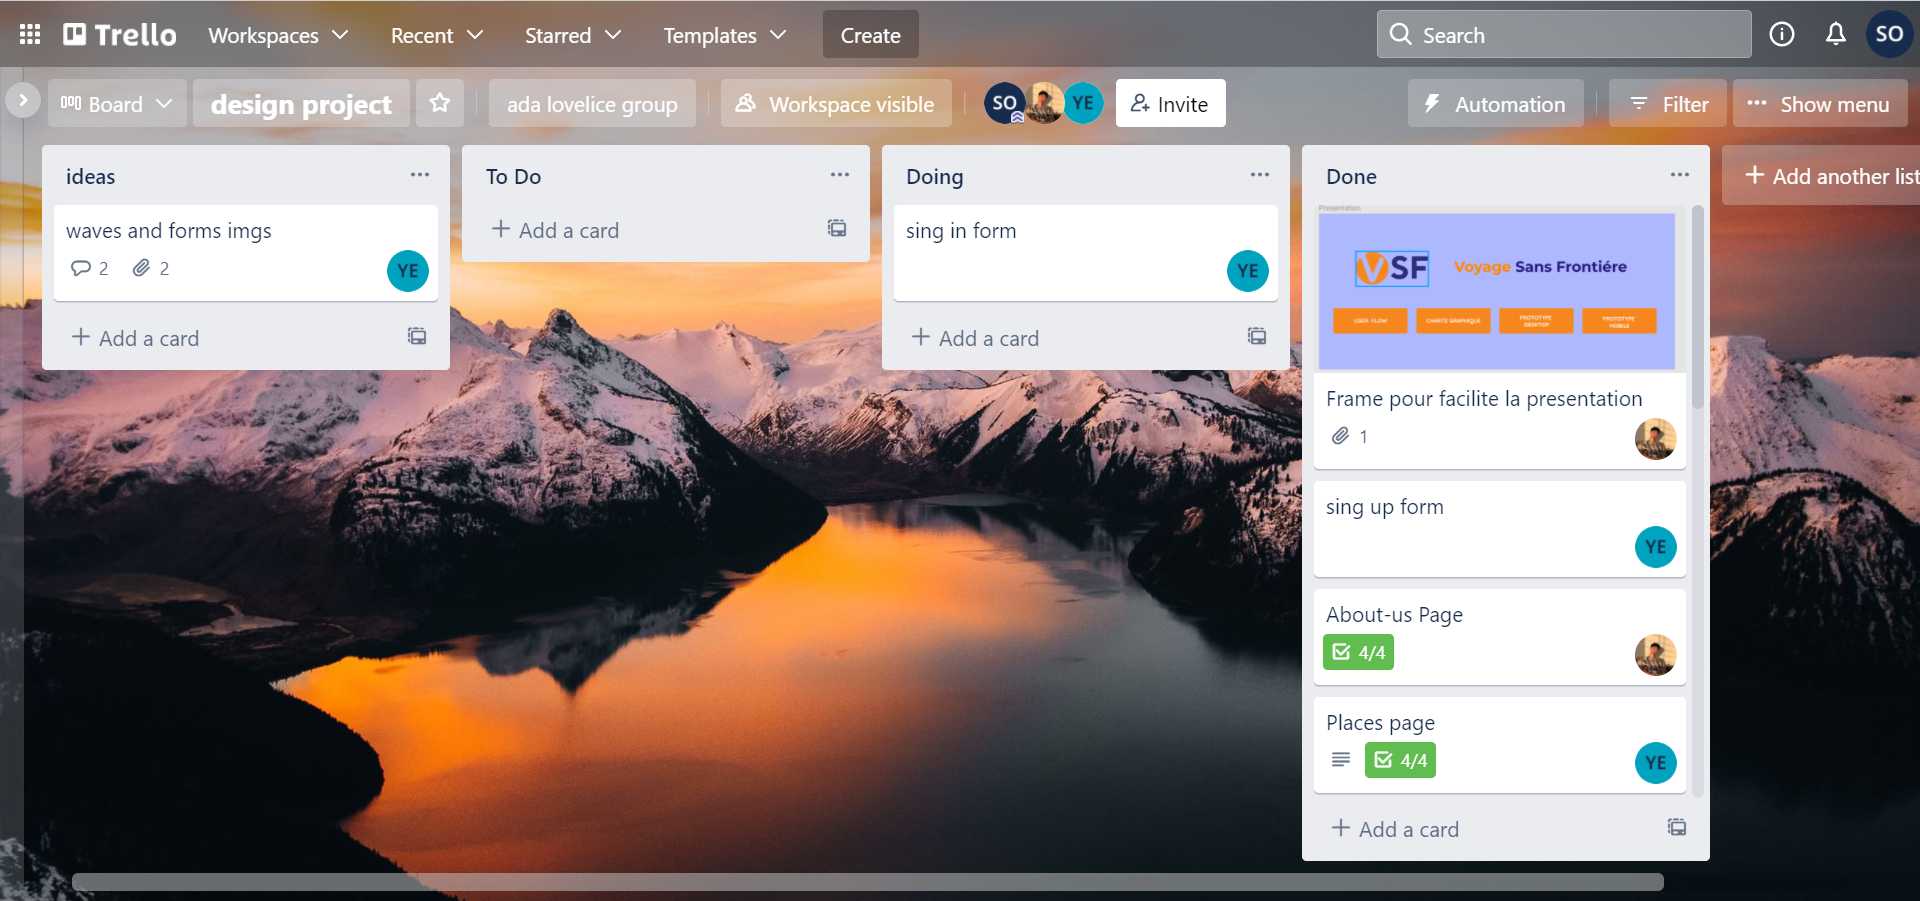 Trello Workspaces Recent Starred Templates Create Search SO
Board design project ada lovelice group Workspace visible SO YE Invite Automation Filter Show menu
ideas
waves and forms imgs
2 2 YE
Add a card
To Do
Add a card
Doing
sing in form
YE
Add a card
Done
Presentation
VSF Voyage Sans Frontiére
USER FLOW CHARTE GRAPHIQUE PROTOTYPE DESKTOP PROTOTYPE MOBILE
Frame pour facilite la presentation
1
sing up form
YE
About-us Page
4/4
Places page
4/4 YE
Add a card
Add another list